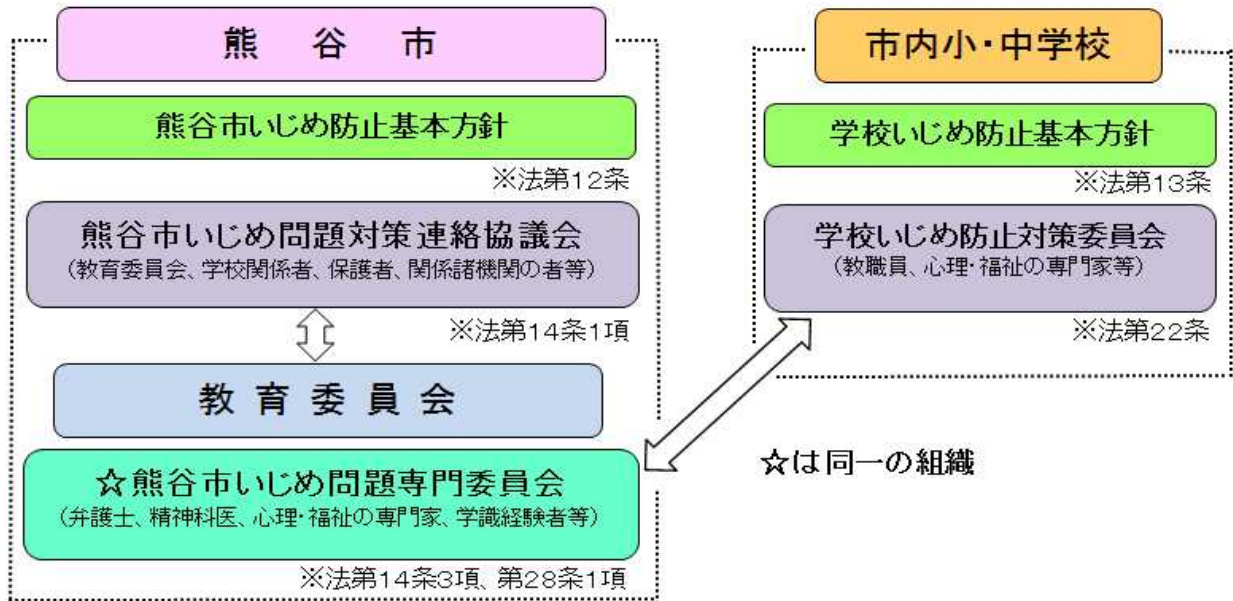 熊谷市
熊谷市いじめ防止基本方針
※法第12条
熊谷市いじめ問題対策連絡協議会
(教育委員会、学校関係者、保護者、関係諸機関の者等)
※法第14条1項
教育委員会
☆熊谷市いじめ問題専門委員会
(弁護士、精神科医、心理・福祉の専門家、学識経験者等)
※法第14条3項、第28条1項
市内小・中学校
学校いじめ防止基本方針
※法第13条
学校いじめ防止対策委員会
(教職員、心理・福祉の専門家等)
※法第22条
☆は同一の組織